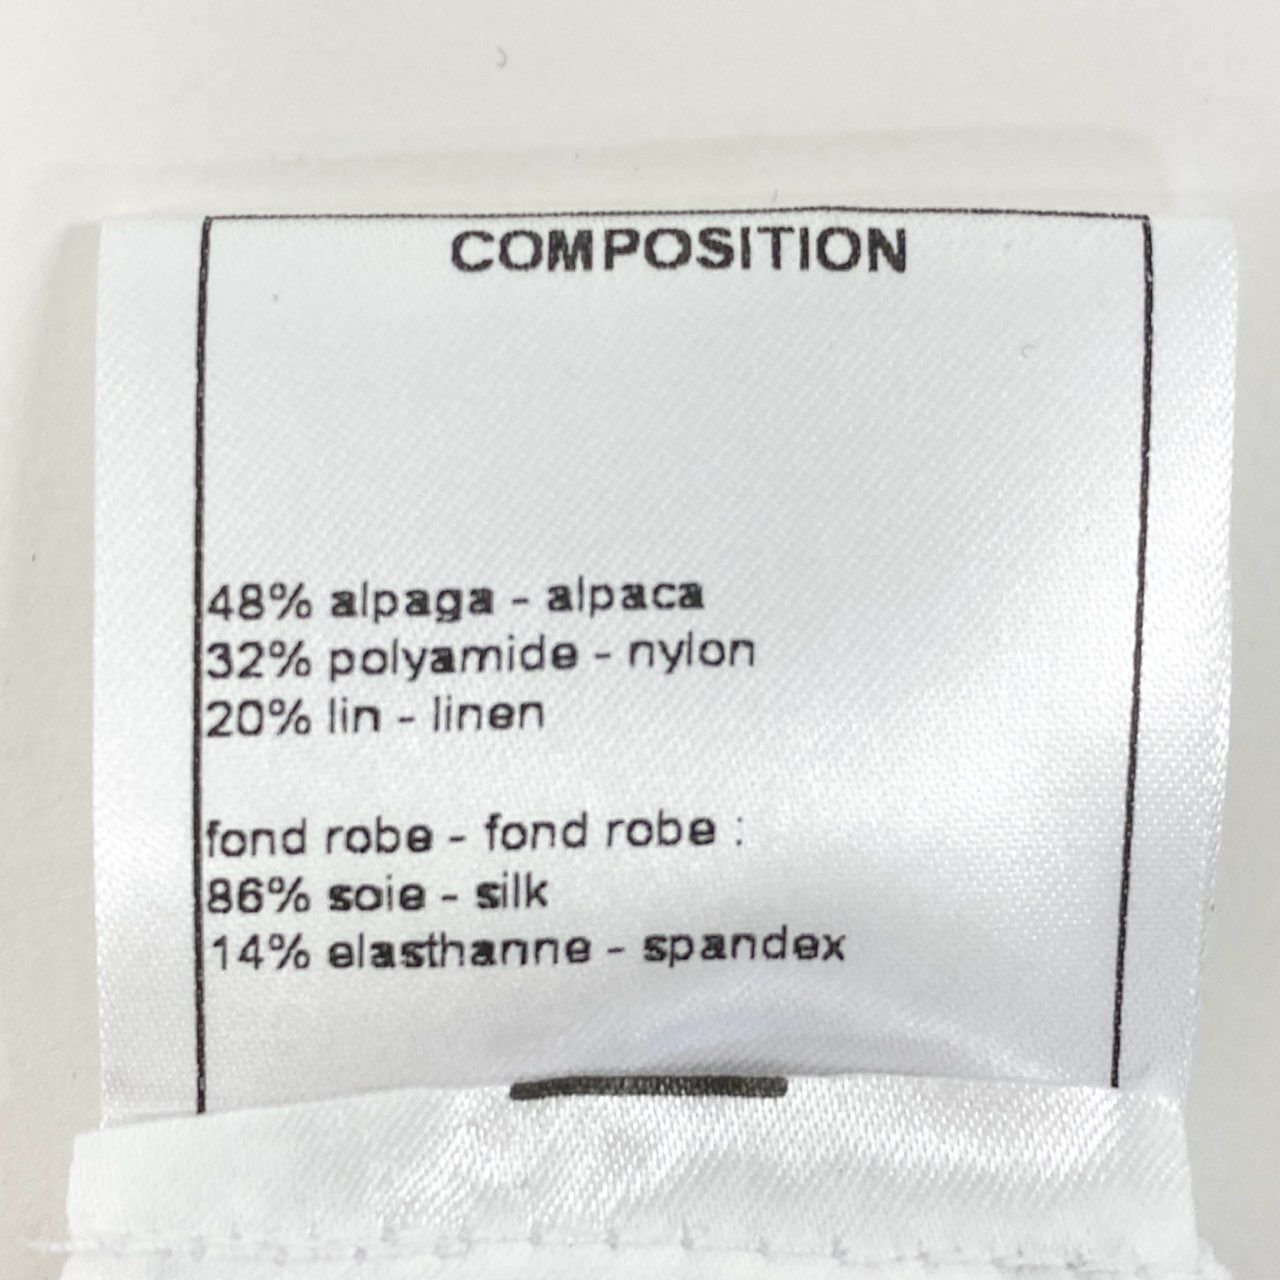 COMPOSITION
48% alpaga - alpaca
32% polyamide - nylon
20% lin - linen
fond robe - fond robe :
86% soie - silk
14% elasthanne - spandex